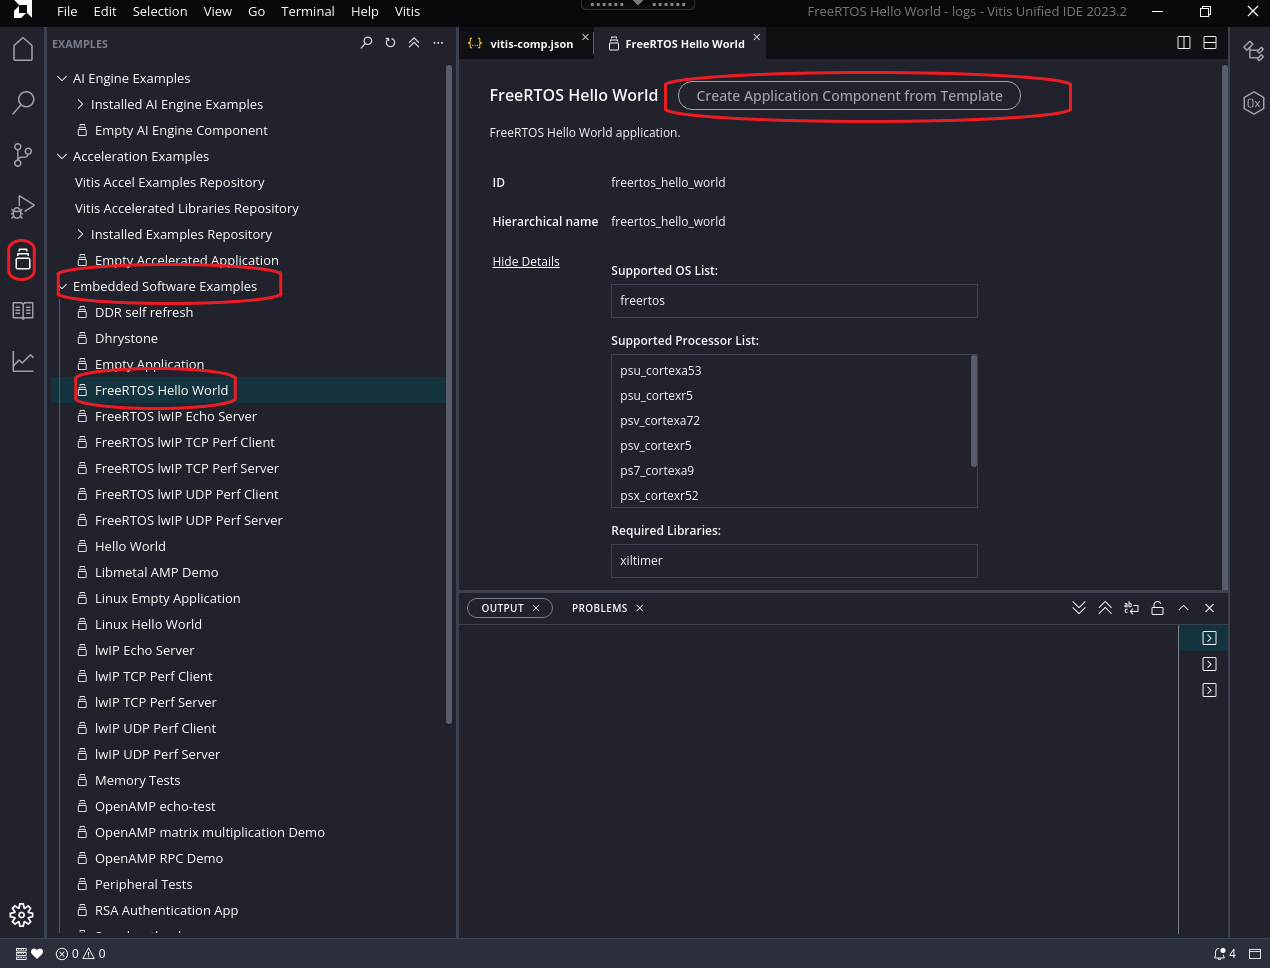 File Edit Selection View Go Terminal Help Vitis
FreeRTOS Hello World - logs - Vitis Unified IDE 2023.2
EXAMPLES
AI Engine Examples
Installed AI Engine Examples
Empty AI Engine Component
Acceleration Examples
Vitis Accel Examples Repository
Vitis Accelerated Libraries Repository
Installed Examples Repository
Empty Accelerated Application
Embedded Software Examples
DDR self refresh
Dhrystone
Empty Application
FreeRTOS Hello World
FreeRTOS lwIP Echo Server
FreeRTOS lwIP TCP Perf Client
FreeRTOS lwIP TCP Perf Server
FreeRTOS lwIP UDP Perf Client
FreeRTOS lwIP UDP Perf Server
Hello World
Libmetal AMP Demo
Linux Empty Application
Linux Hello World
lwIP Echo Server
lwIP TCP Perf Client
lwIP TCP Perf Server
lwIP UDP Perf Client
lwIP UDP Perf Server
Memory Tests
OpenAMP echo-test
OpenAMP matrix multiplication Demo
OpenAMP RPC Demo
Peripheral Tests
RSA Authentication App
{..} vitis-comp.json
FreeRTOS Hello World
FreeRTOS Hello World
Create Application Component from Template
FreeRTOS Hello World application.
ID freertos_hello_world
Hierarchical name freertos_hello_world
Hide Details
Supported OS List:
freertos
Supported Processor List:
psu_cortexa53
psu_cortexr5
psv_cortexa72
psv_cortexr5
ps7_cortexa9
psx_cortexr52
Required Libraries:
xiltimer
OUTPUT
PROBLEMS
ab
c
0x
0 0
4